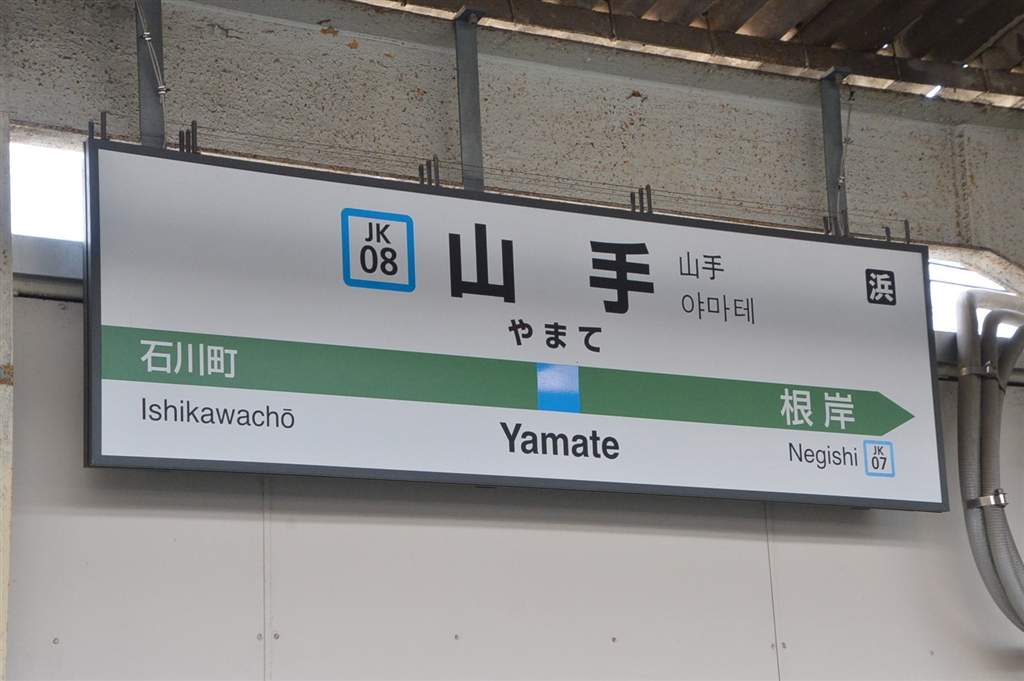 JK
08
山手
山手
야마테
浜
やまて
石川町
根岸
Ishikawachō
Yamate
Negishi
JK
07